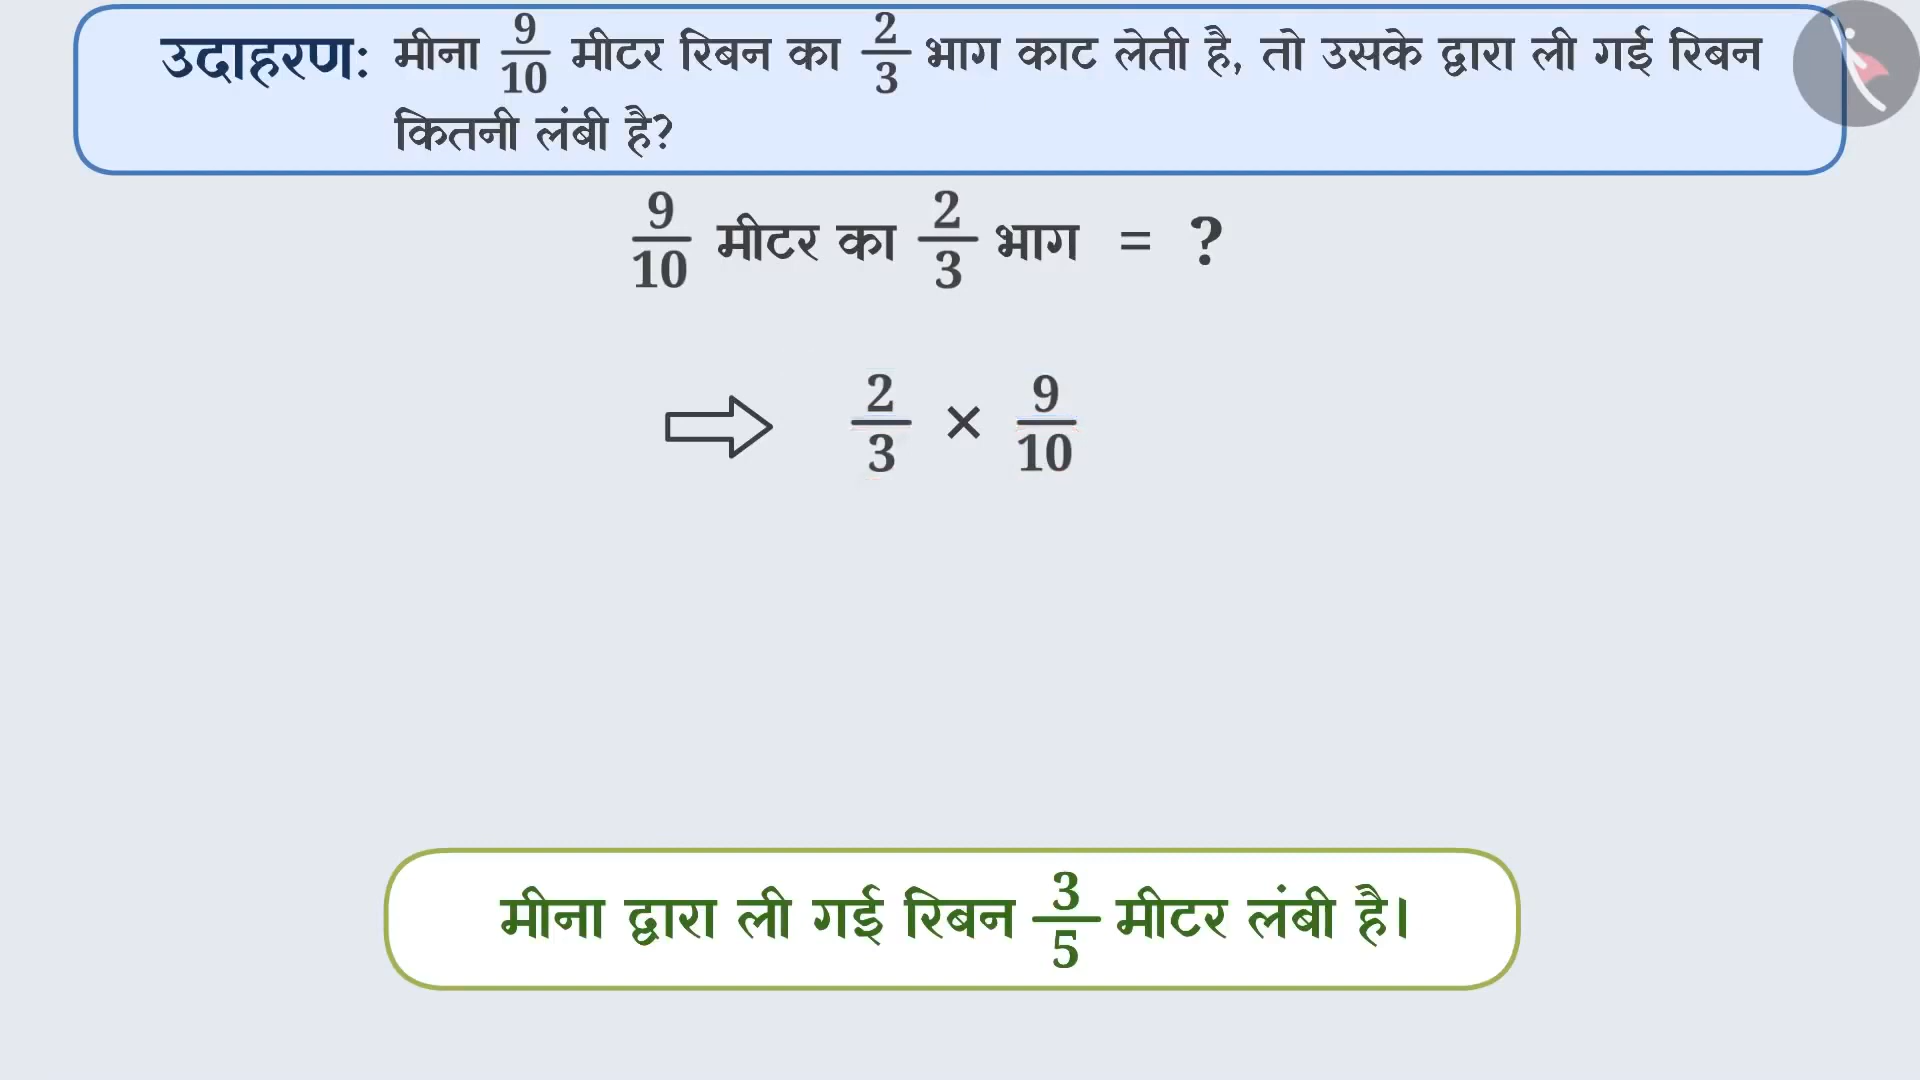 उदाहरण: मीना 9/10 मीटर रिबन का 2/3 भाग काट लेती है, तो उसके द्वारा ली गई रिबन
कितनी लंबी है?
9/10 मीटर का 2/3 भाग = ?
⇨ 2/3 × 9/10
मीना द्वारा ली गई रिबन 3/5 मीटर लंबी है।